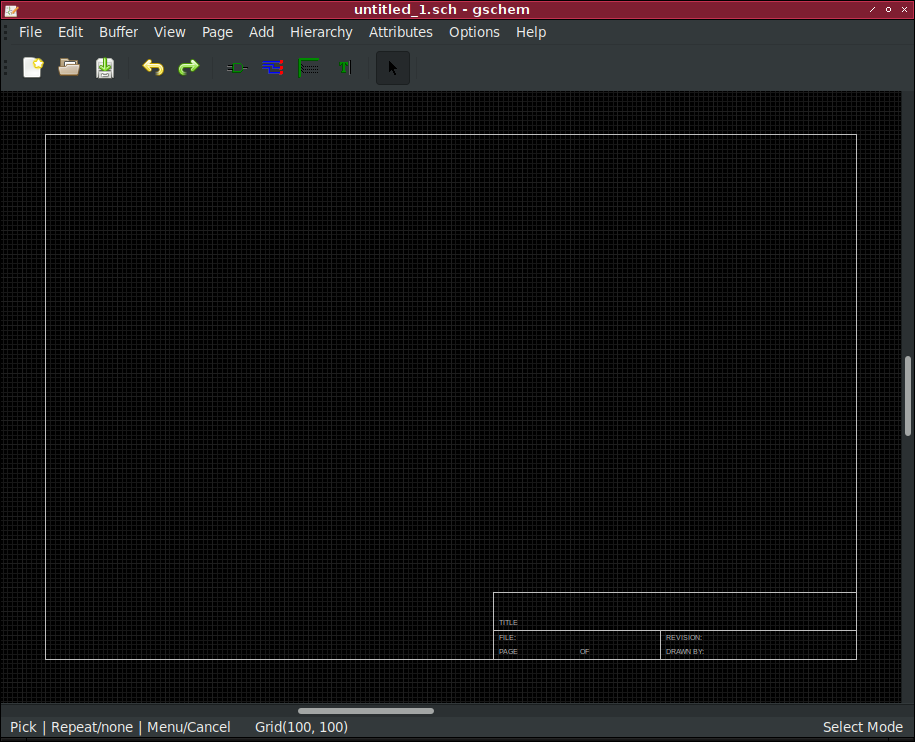 untitled_1.sch - gschem
File Edit Buffer View Page Add Hierarchy Attributes Options Help
T
TITLE
FILE: REVISION:
PAGE OF DRAWN BY:
Pick | Repeat/none | Menu/Cancel Grid(100, 100) Select Mode